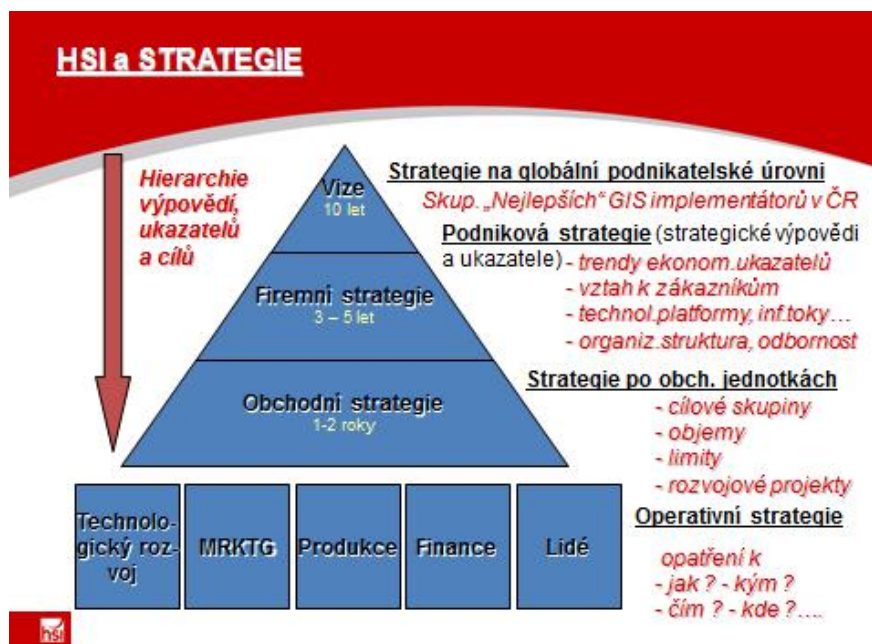 HSI a STRATEGIE
Hierarchie
výpovědí,
ukazatelů
a cílů
Vize
10 let
Firemní strategie
3 – 5 let
Obchodní strategie
1-2 roky
Strategie na globální podnikatelské úrovni
Skup. „Nejlepších“ GIS implementátorů v ČR
Podniková strategie (strategické výpovědi
a ukazatele) - trendy ekonom.ukazatelů
- vztah k zákazníkům
- technol.platformy, inf.toky…
- organiz.struktura, odbornost
Strategie po obch. jednotkách
- cílové skupiny
- objemy
- limity
- rozvojové projekty
Technolo-
gický roz-
voj
MRKTG
Produkce
Finance
Lidé
Operativní strategie
opatření k
- jak ? - kým ?
- čím ? - kde ?….
hsi